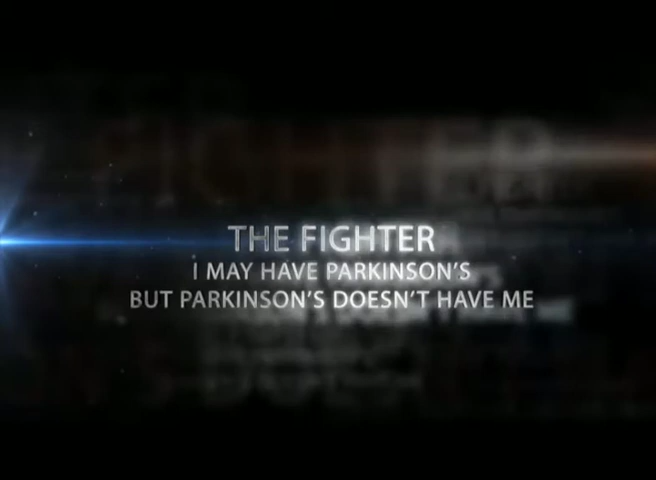 THE FIGHTER
I MAY HAVE PARKINSON'S
BUT PARKINSON'S DOESN'T HAVE ME